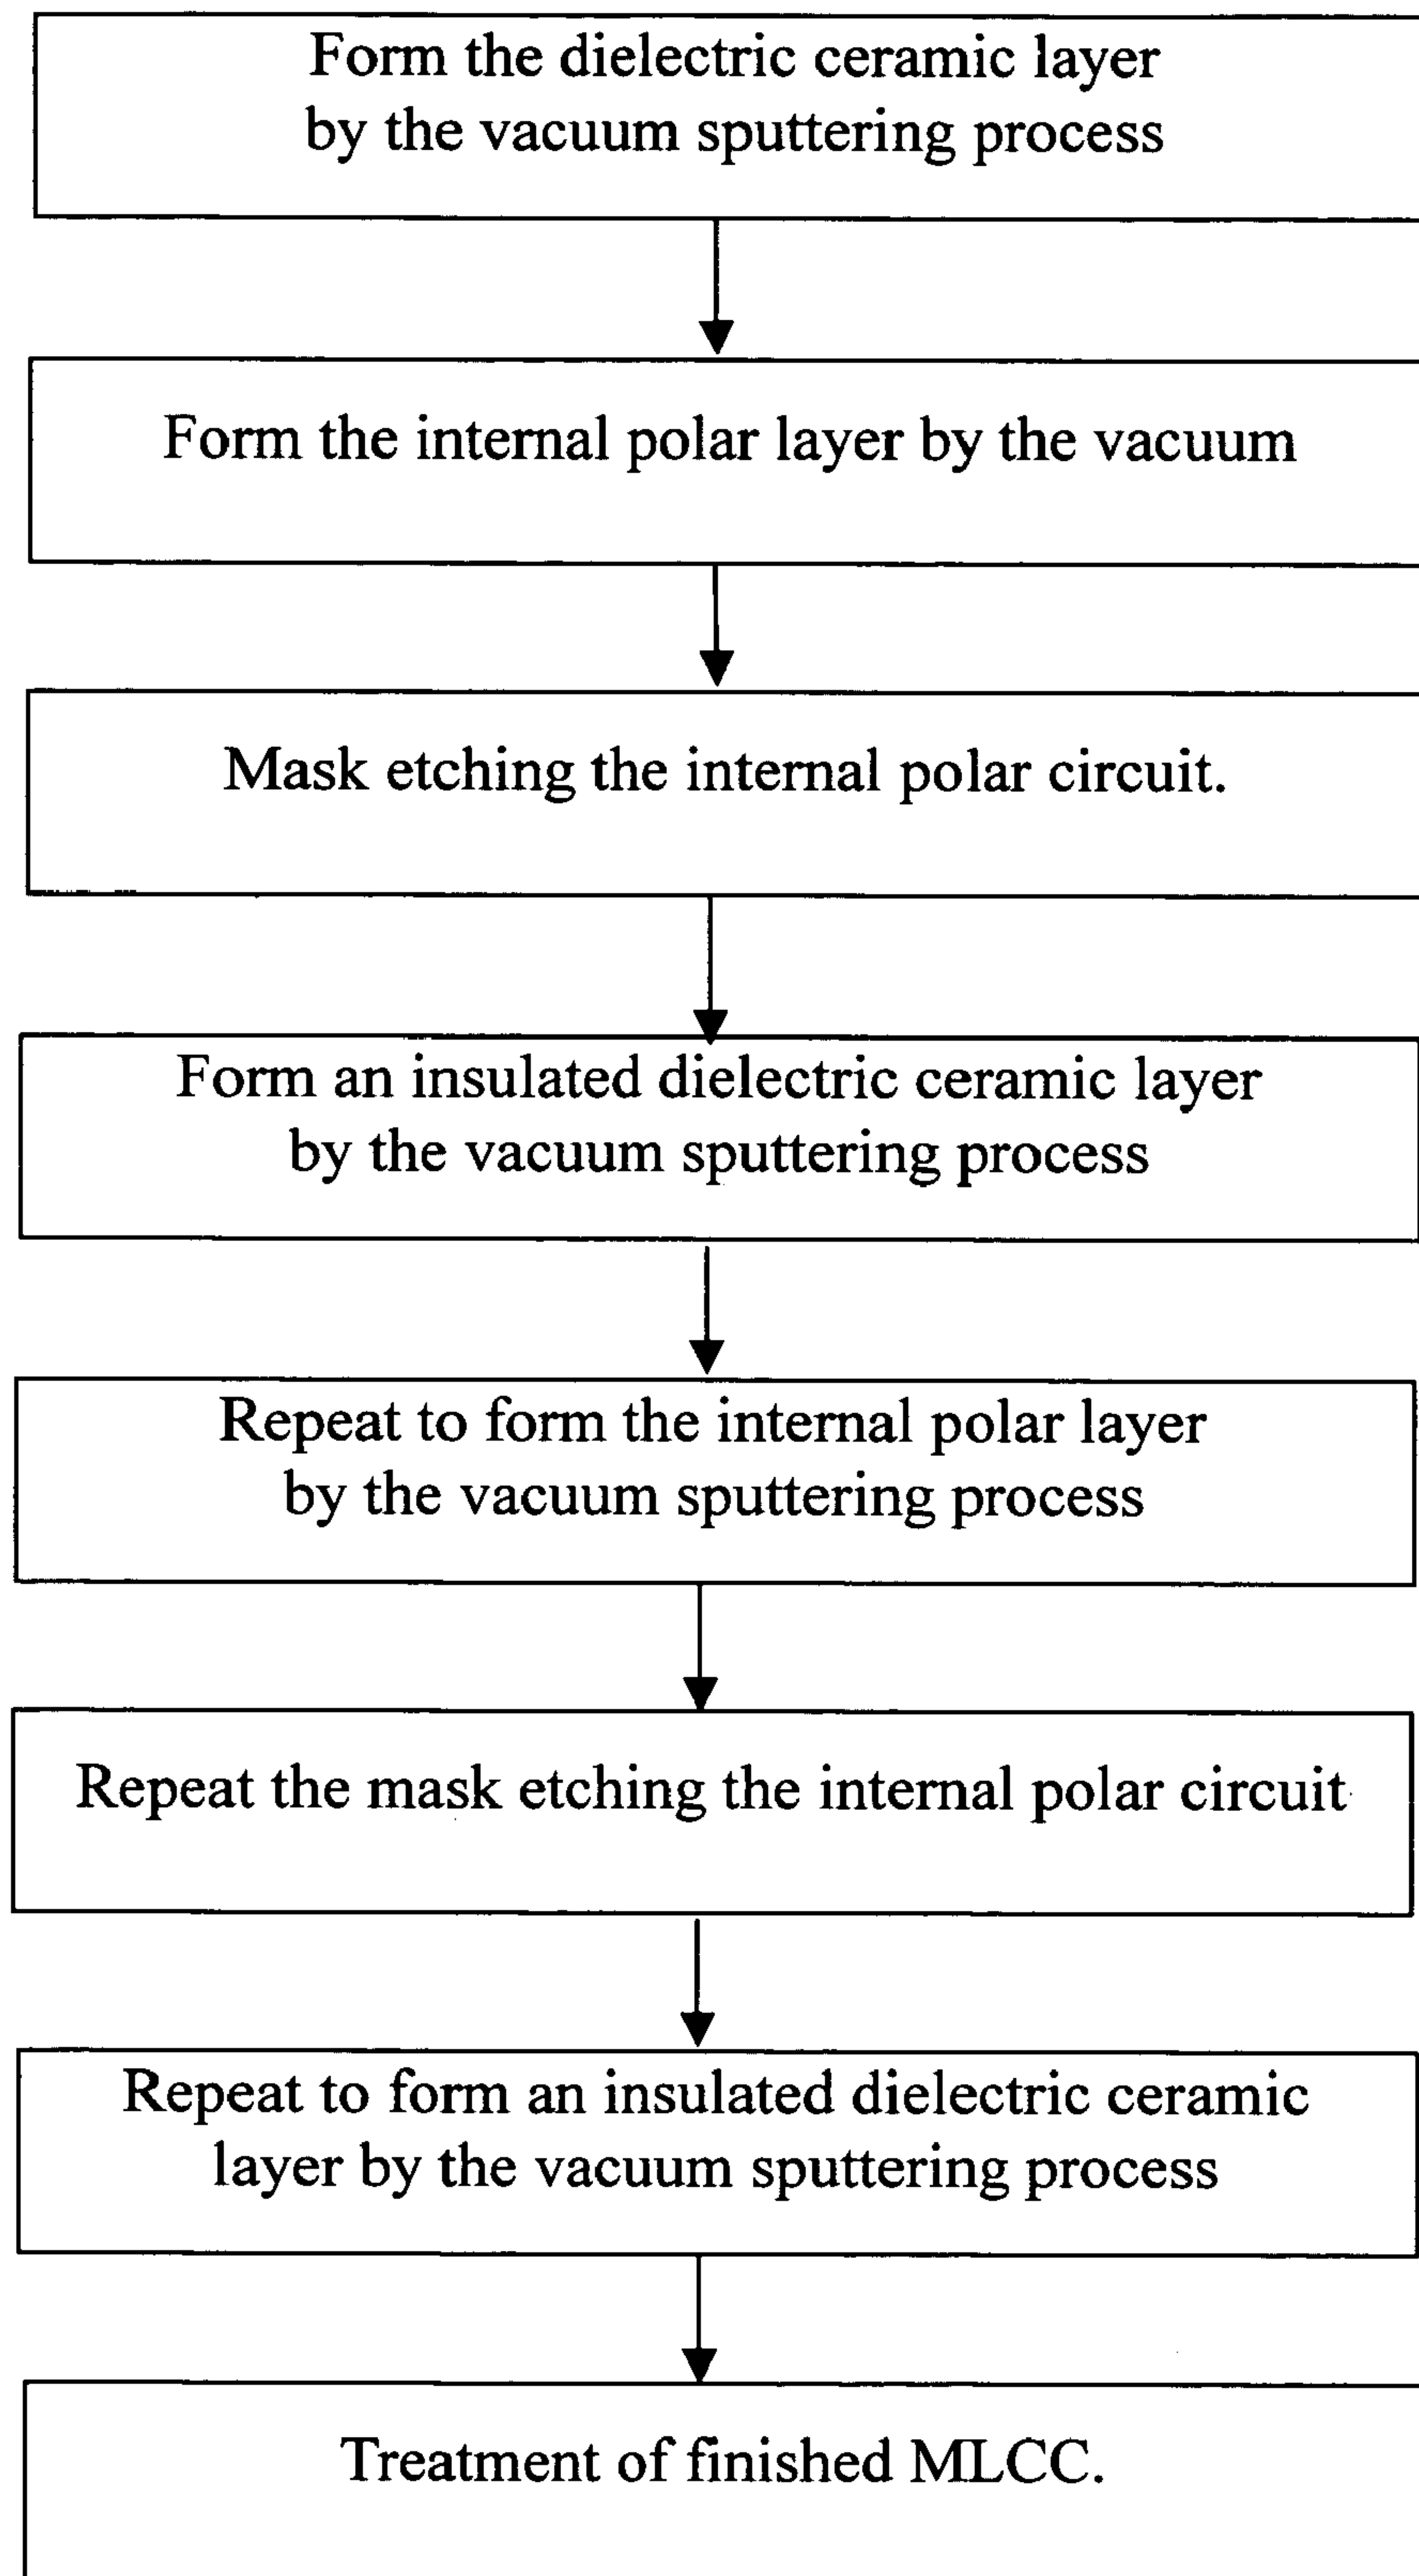 Form the dielectric ceramic layer
by the vacuum sputtering process
Form the internal polar layer by the vacuum
Mask etching the internal polar circuit.
Form an insulated dielectric ceramic layer
by the vacuum sputtering process
Repeat to form the internal polar layer
by the vacuum sputtering process
Repeat the mask etching the internal polar circuit
Repeat to form an insulated dielectric ceramic
layer by the vacuum sputtering process
Treatment of finished MLCC.